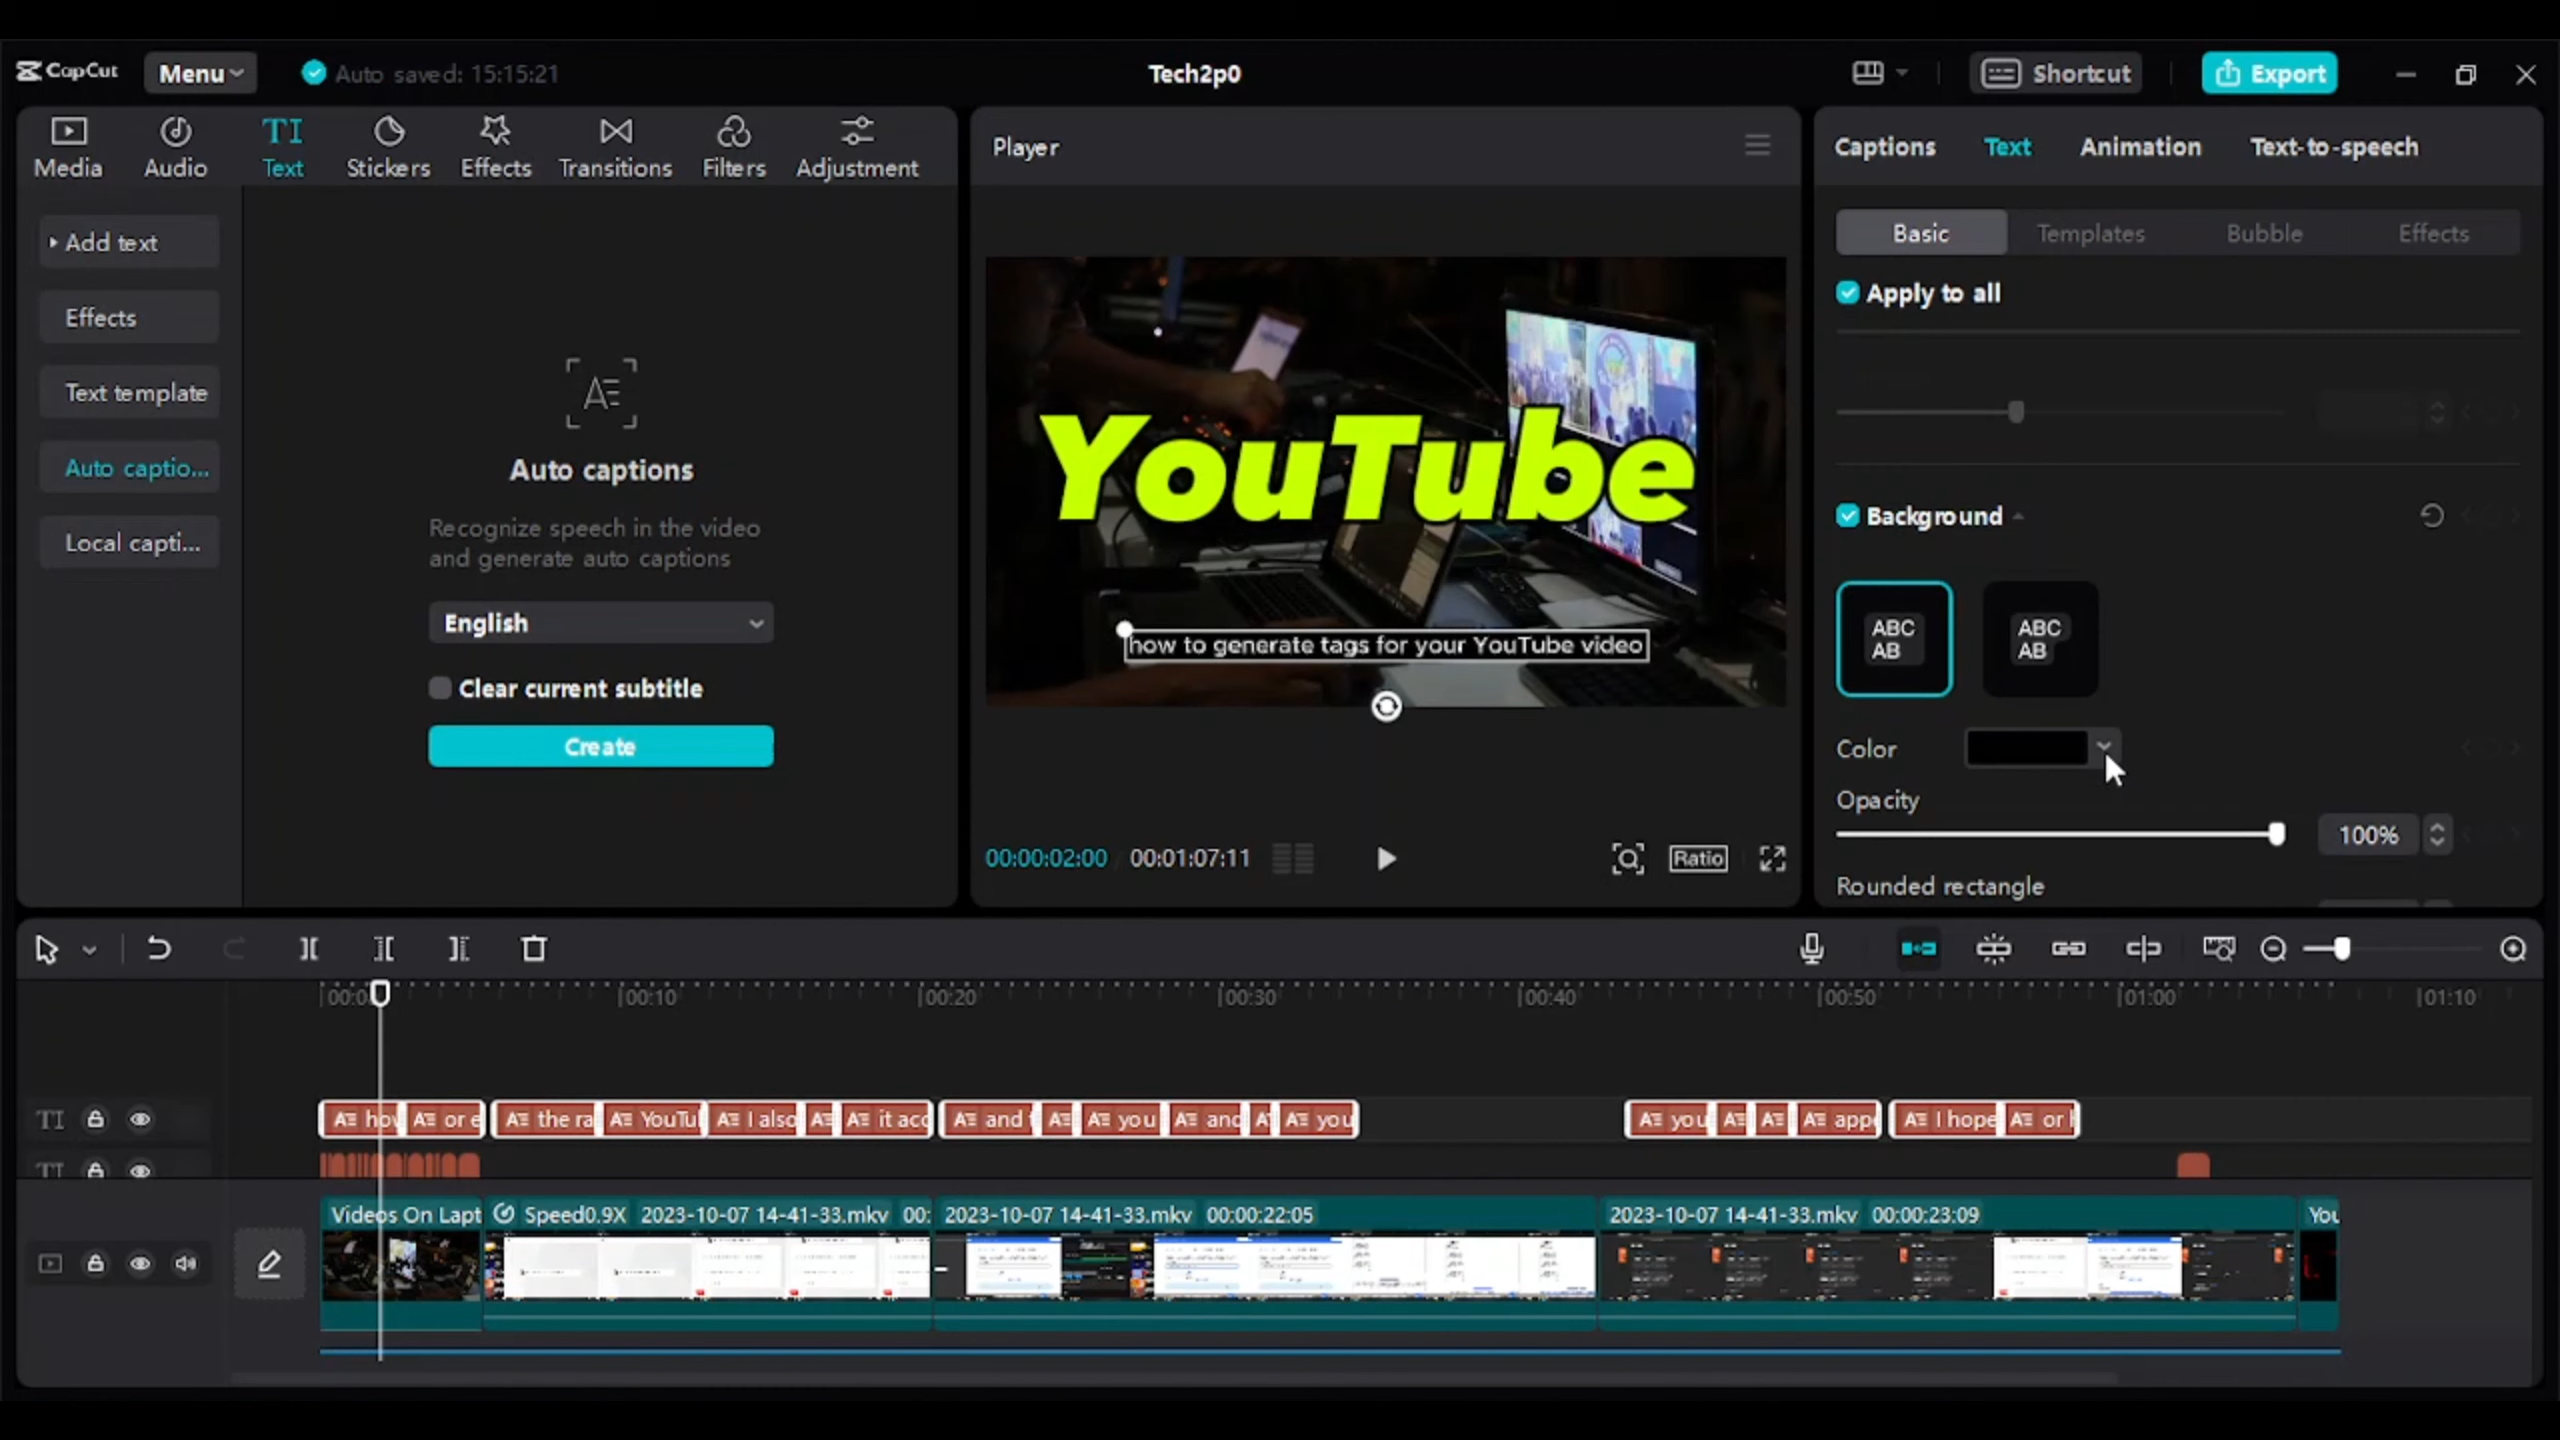 CapCut
Menu
Auto saved: 15:15:21
Tech2p0
Shortcut
Export
Media
Audio
TI
Text
Stickers
Effects
Transitions
Filters
Adjustment
Add text
Effects
Text template
Auto captio...
Local capti...
Auto captions
Recognize speech in the video
and generate auto captions
English
Clear current subtitle
Create
Player
YouTube
how to generate tags for your YouTube video
00:00:02:00
00:01:07:11
Ratio
Captions
Text
Animation
Text-to-speech
Basic
Templates
Bubble
Effects
Apply to all
Background
ABC
AB
ABC
AB
Color
Opacity
100%
Rounded rectangle
00:0
00:10
00:20
00:30
00:40
00:50
01:00
01:10
TI
how
or e
the ra
YouTu
I also
it acc
and
you
and
you
you
app
I hope
or
TI
Videos On Lapt
Speed0.9X
2023-10-07 14-41-33.mkv
00:
2023-10-07 14-41-33.mkv
00:00:22:05
2023-10-07 14-41-33.mkv
00:00:23:09
You